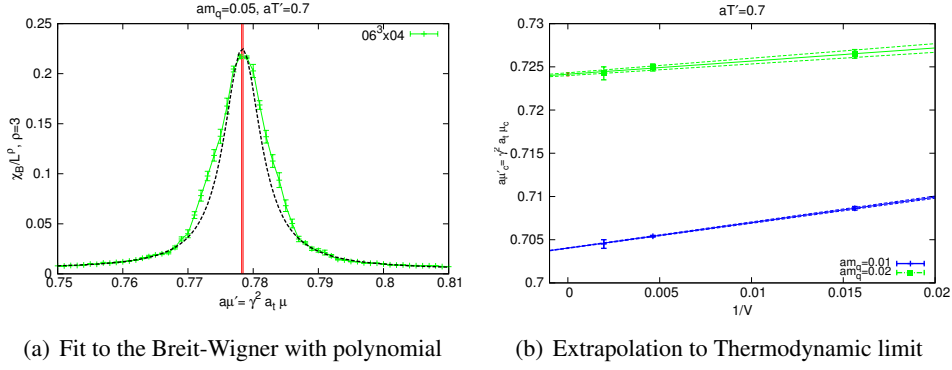 am_q=0.05, aT'=0.7
06^3x04
χ_B/L^ρ, ρ=3
0.25
0.2
0.15
0.1
0.05
0
0.75 0.76 0.77 0.78 0.79 0.8 0.81
aμ'= γ^2 a_t μ
(a) Fit to the Breit-Wigner with polynomial
aT'=0.7
aμ'_c= γ^2 a_t μ_c
0.73
0.725
0.72
0.715
0.71
0.705
0.7
am_q=0.01
am_q=0.02
0 0.005 0.01 0.015 0.02
1/V
(b) Extrapolation to Thermodynamic limit